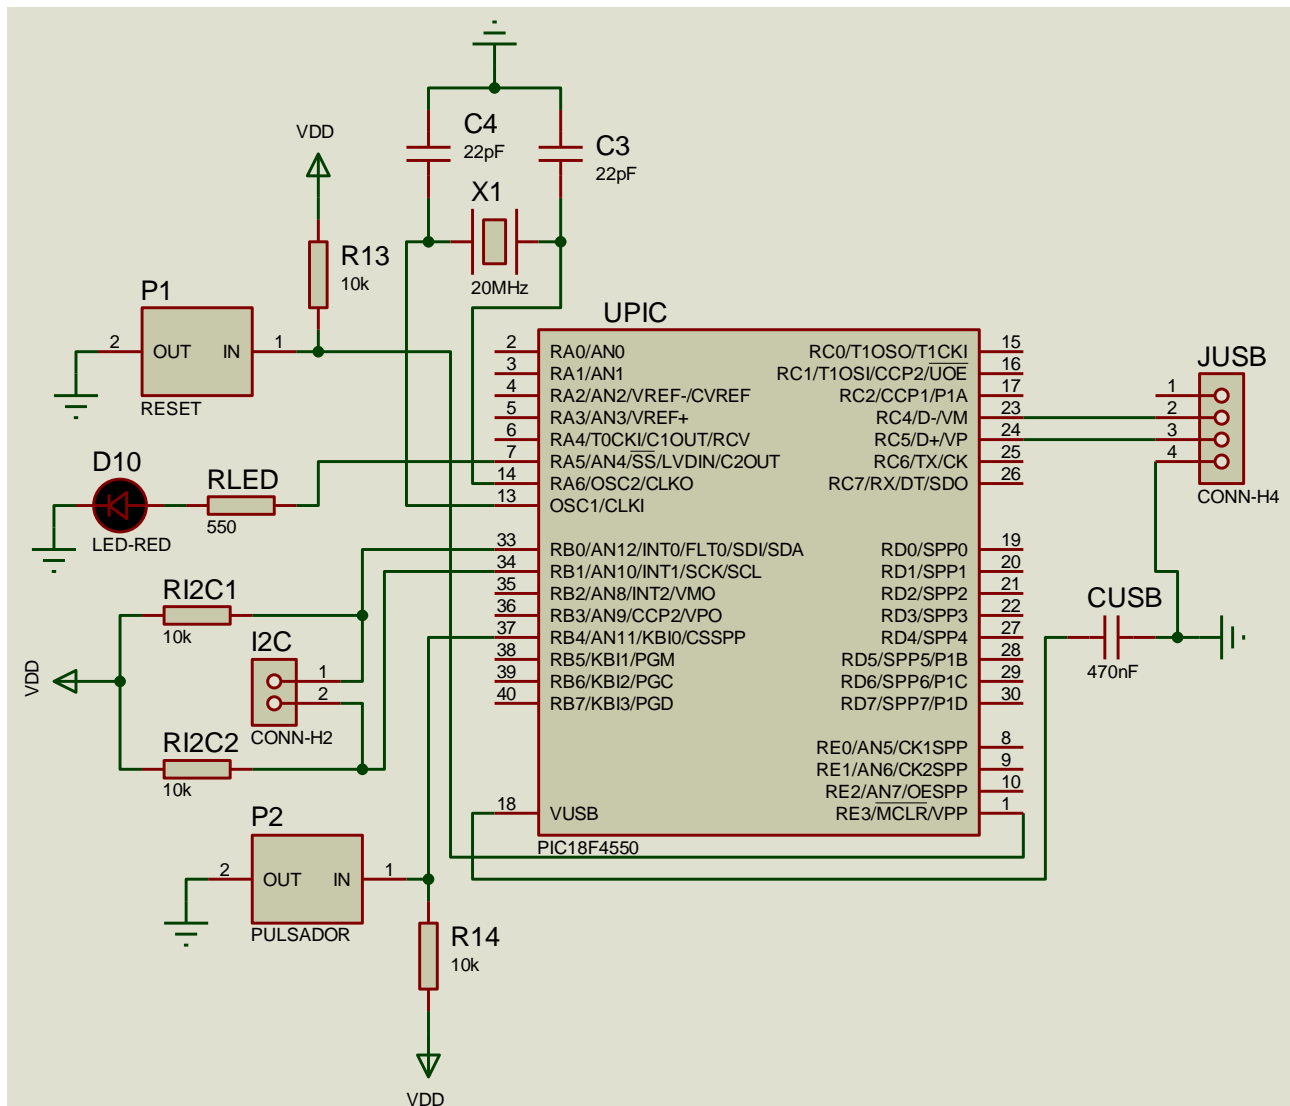 C4
22pF
C3
22pF
VDD
X1
20MHz
R13
10k
P1
2
OUT
IN
1
RESET
UPIC
2
RA0/AN0
3
RA1/AN1
4
RA2/AN2/VREF-/CVREF
5
RA3/AN3/VREF+
6
RA4/T0CKI/C1OUT/RCV
7
RA5/AN4/SS/LVDIN/C2OUT
14
RA6/OSC2/CLKO
13
OSC1/CLKI
33
RB0/AN12/INT0/FLT0/SDI/SDA
34
RB1/AN10/INT1/SCK/SCL
35
RB2/AN8/INT2/VMO
36
RB3/AN9/CCP2/VPO
37
RB4/AN11/KBI0/CSSPP
38
RB5/KBI1/PGM
39
RB6/KBI2/PGC
40
RB7/KBI3/PGD
18
VUSB
RC0/T1OSO/T1CKI
15
RC1/T1OSI/CCP2/UOE
16
RC2/CCP1/P1A
17
RC4/D-/VM
23
RC5/D+/VP
24
RC6/TX/CK
25
RC7/RX/DT/SDO
26
RD0/SPP0
19
RD1/SPP1
20
RD2/SPP2
21
RD3/SPP3
22
RD4/SPP4
27
RD5/SPP5/P1B
28
RD6/SPP6/P1C
29
RD7/SPP7/P1D
30
RE0/AN5/CK1SPP
8
RE1/AN6/CK2SPP
9
RE2/AN7/OESPP
10
RE3/MCLR/VPP
1
PIC18F4550
JUSB
1
2
3
4
CONN-H4
CUSB
470nF
D10
LED-RED
RLED
550
RI2C1
10k
I2C
1
2
CONN-H2
VDD
RI2C2
10k
P2
2
OUT
IN
1
PULSADOR
R14
10k
VDD